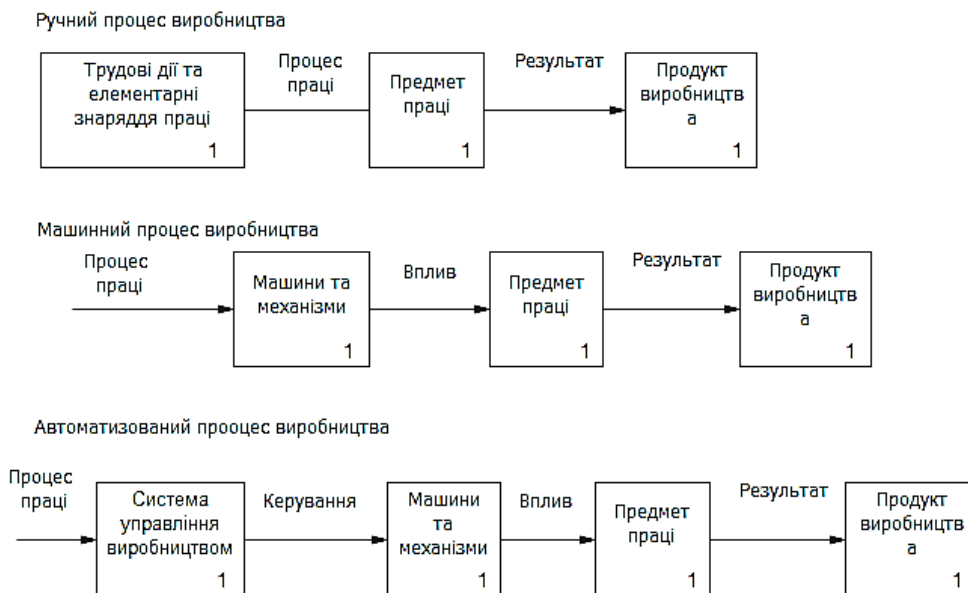 Ручний процес виробництва
Трудові дії та
елементарні
знаряддя праці
1
Процес
праці
Предмет
праці
1
Результат
Продукт
виробництв
а
1
Машинний процес виробництва
Процес
праці
Машини та
механізми
1
Вплив
Предмет
праці
1
Результат
Продукт
виробництв
а
1
Автоматизований прооцес виробництва
Процес
праці
Система
управління
виробництвом
1
Керування
Машини
та
механізми
1
Вплив
Предмет
праці
1
Результат
Продукт
виробництв
а
1